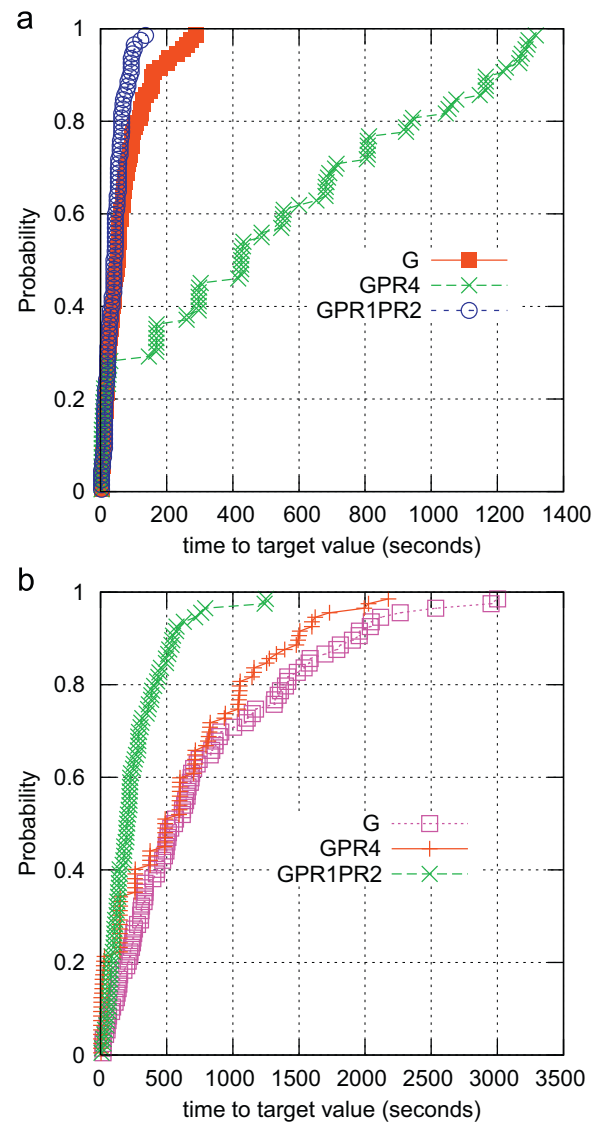 a
1
0.8
0.6
0.4
0.2
0
Probability
G
GPR4
GPR1PR2
0 200 400 600 800 1000 1200 1400
time to target value (seconds)
b
1
0.8
0.6
0.4
0.2
0
Probability
G
GPR4
GPR1PR2
0 500 1000 1500 2000 2500 3000 3500
time to target value (seconds)